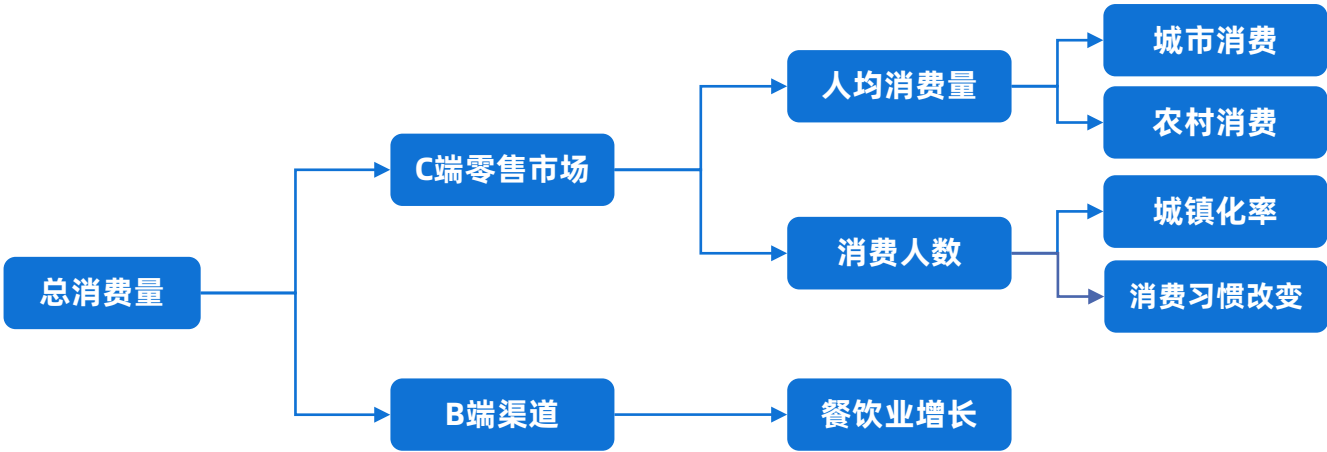 城市消费
人均消费量
农村消费
C端零售市场
城镇化率
消费人数
总消费量
消费习惯改变
B端渠道
餐饮业增长